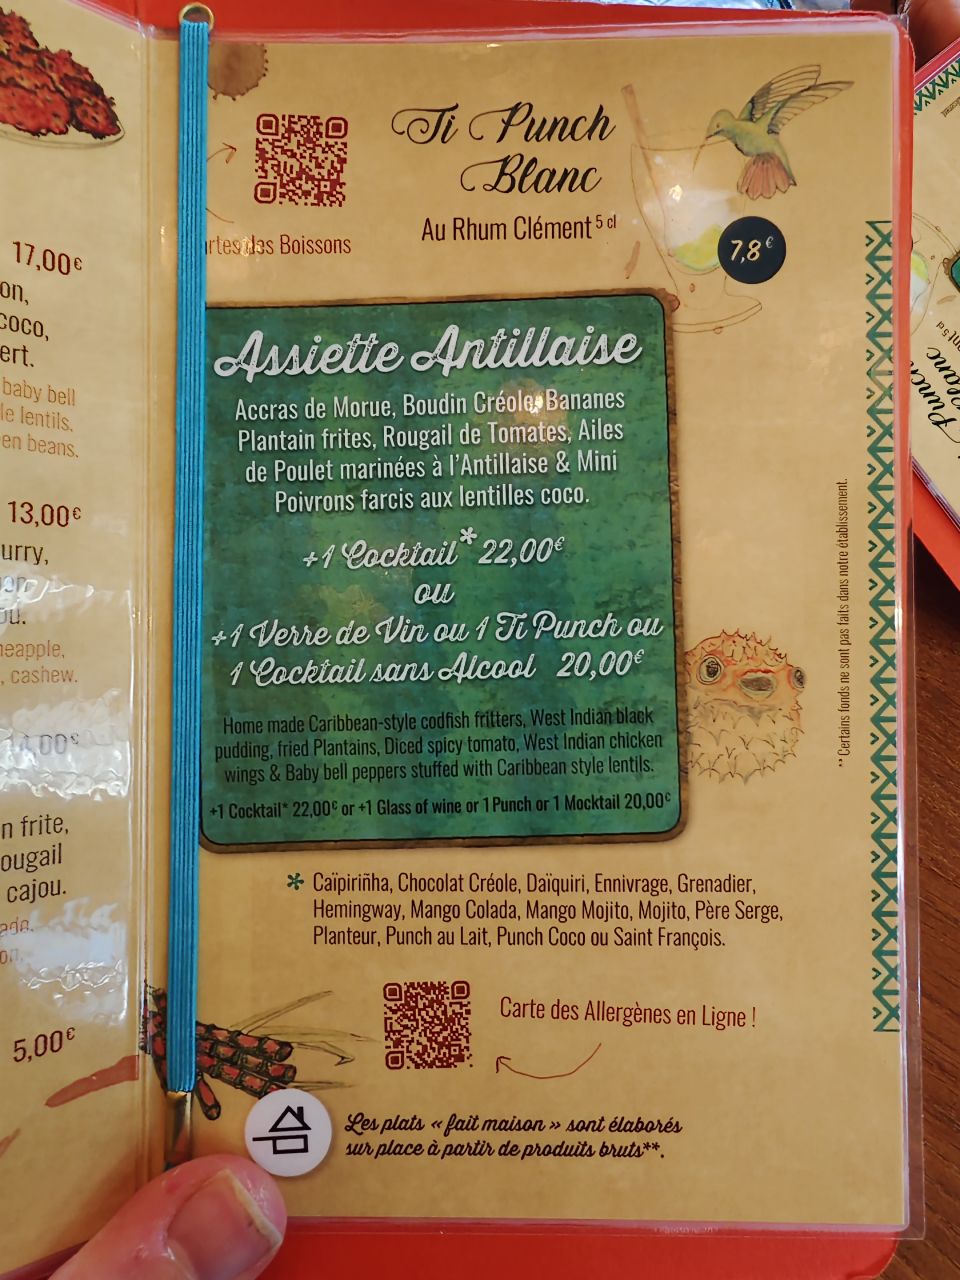 17,00€
on,
coco,
ert.
baby bell
le lentils,
en beans.
13,00€
urry,
neapple,
, cashew.
n frite,
ougail
cajou.
5,00€
Ti Punch
Blanc
Au Rhum Clément 5 cl
7,8€
artes des Boissons
Assiette Antillaise
Accras de Morue, Boudin Créole, Bananes
Plantain frites, Rougail de Tomates, Ailes
de Poulet marinées à l'Antillaise & Mini
Poivrons farcis aux lentilles coco.
+1 Cocktail* 22,00€
ou
+1 Verre de Vin ou 1 Ti Punch ou
1 Cocktail sans Alcool 20,00€
Home made Caribbean-style codfish fritters, West Indian black
pudding, fried Plantains, Diced spicy tomato, West Indian chicken
wings & Baby bell peppers stuffed with Caribbean style lentils.
+1 Cocktail* 22,00€ or +1 Glass of wine or 1 Punch or 1 Mocktail 20,00€
* Caïpiriñha, Chocolat Créole, Daïquiri, Ennivrage, Grenadier,
Hemingway, Mango Colada, Mango Mojito, Mojito, Père Serge,
Planteur, Punch au Lait, Punch Coco ou Saint François.
Carte des Allergènes en Ligne !
Les plats « fait maison » sont élaborés
sur place à partir de produits bruts**.
** Certains fonds ne sont pas faits dans notre établissement.